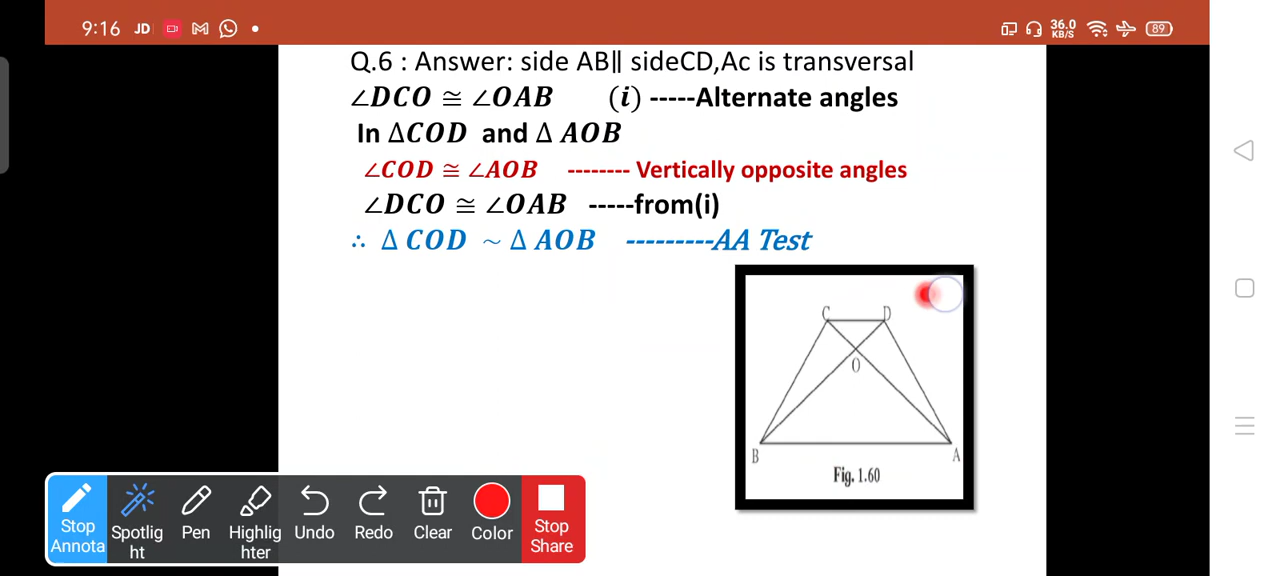 9:16 JD
36.0
KB/S
89
Q.6 : Answer: side AB∥ sideCD,Ac is transversal
∠DCO ≅ ∠OAB (i) -----Alternate angles
In ΔCOD and Δ AOB
∠COD ≅ ∠AOB -------- Vertically opposite angles
∠DCO ≅ ∠OAB -----from(i)
∴ Δ COD ~ Δ AOB ---------AA Test
C D
O
B A
Fig. 1.60
Stop
Annota
Spotlig
ht
Pen
Highlig
hter
Undo
Redo
Clear
Color
Stop
Share